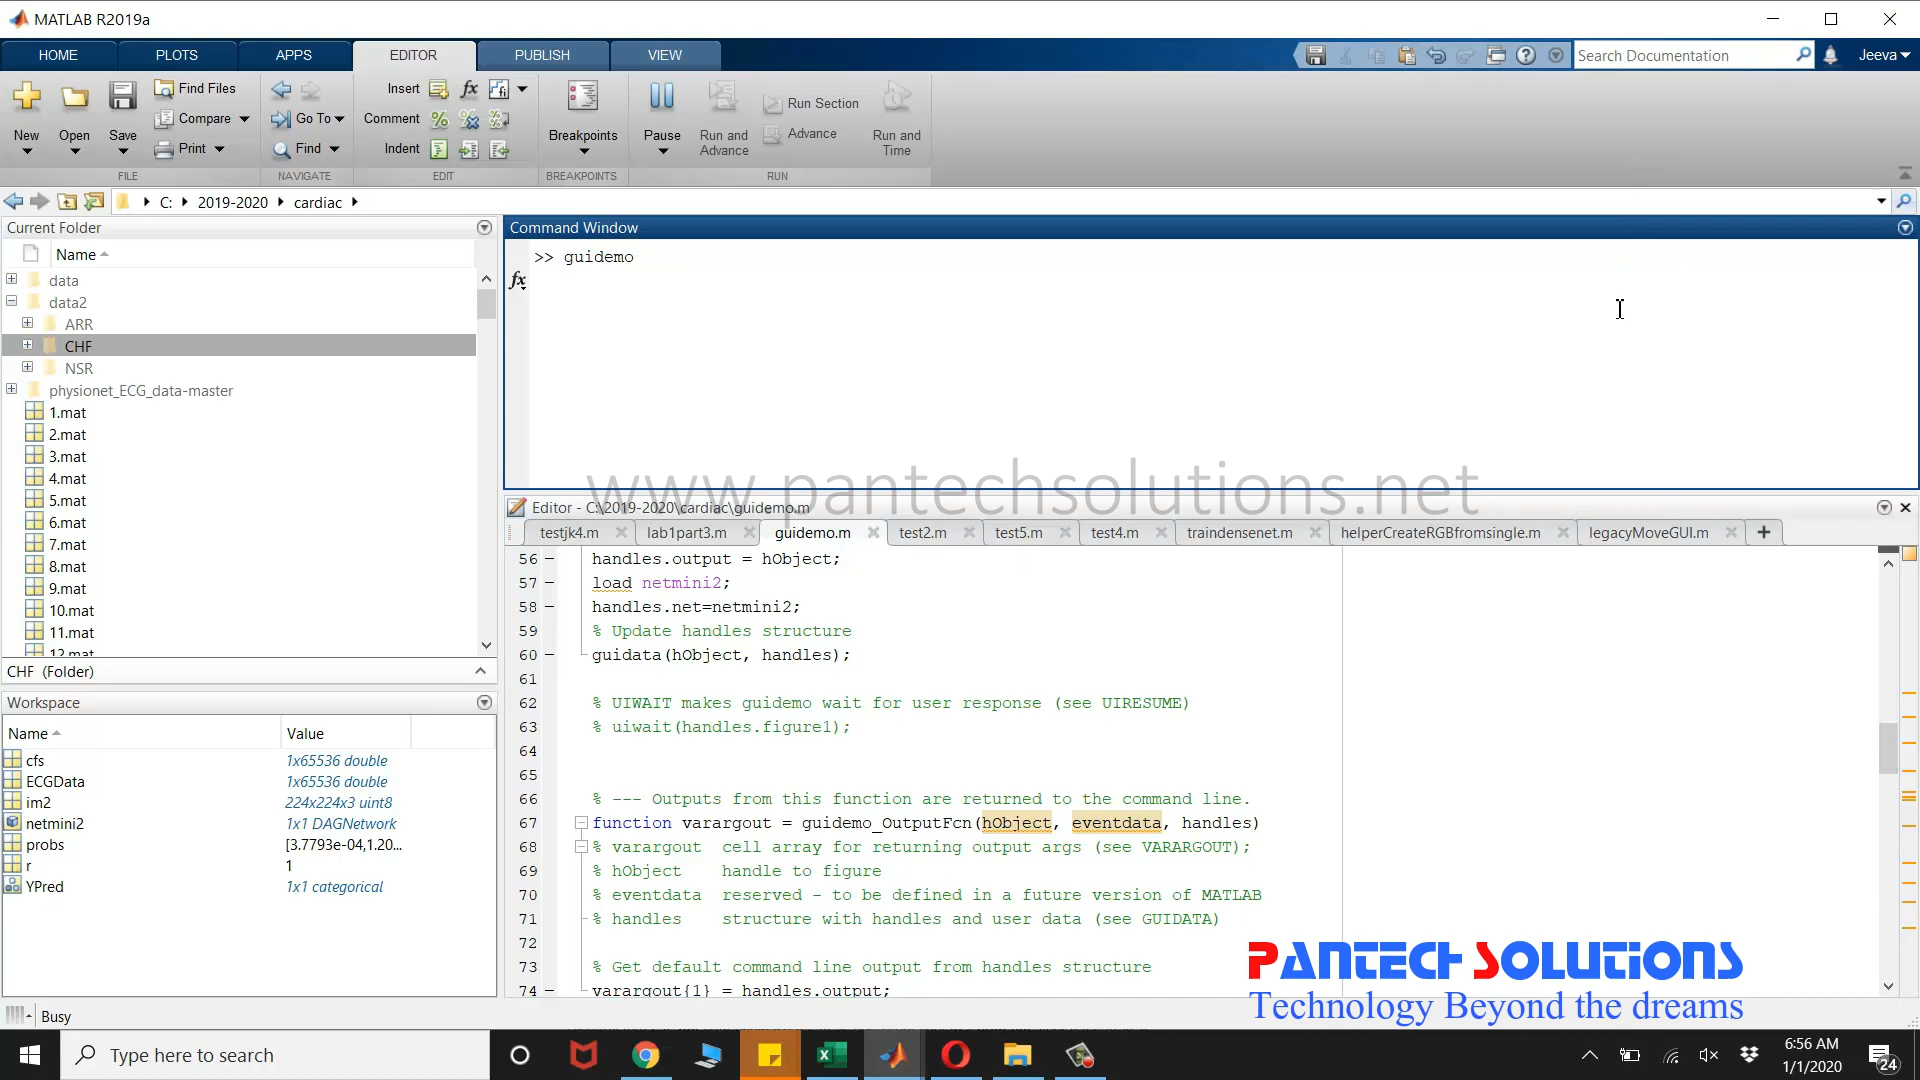 MATLAB R2019a
HOME PLOTS APPS EDITOR PUBLISH VIEW Search Documentation Jeeva
New Open Save Find Files Compare Print
Go To Find
Insert Comment Indent
Breakpoints
Pause Run and Advance Run Section Advance Run and Time
FILE NAVIGATE EDIT BREAKPOINTS RUN
C: 2019-2020 cardiac
Current Folder
Name
data
data2
ARR
CHF
NSR
physionet_ECG_data-master
1.mat
2.mat
3.mat
4.mat
5.mat
6.mat
7.mat
8.mat
9.mat
10.mat
11.mat
12.mat
CHF (Folder)
Workspace
Name Value
cfs 1x65536 double
ECGData 1x65536 double
im2 224x224x3 uint8
netmini2 1x1 DAGNetwork
probs [3.7793e-04,1.20...
r 1
YPred 1x1 categorical
Command Window
>> guidemo
fx
www.pantechsolutions.net
Editor - C:\2019-2020\cardiac\guidemo.m
testjk4.m lab1part3.m guidemo.m test2.m test5.m test4.m traindensenet.m helperCreateRGBfromsingle.m legacyMoveGUI.m
56 handles.output = hObject;
57 load netmini2;
58 handles.net=netmini2;
59 % Update handles structure
60 guidata(hObject, handles);
61
62 % UIWAIT makes guidemo wait for user response (see UIRESUME)
63 % uiwait(handles.figure1);
64
65
66 % --- Outputs from this function are returned to the command line.
67 function varargout = guidemo_OutputFcn(hObject, eventdata, handles)
68 % varargout cell array for returning output args (see VARARGOUT);
69 % hObject handle to figure
70 % eventdata reserved - to be defined in a future version of MATLAB
71 % handles structure with handles and user data (see GUIDATA)
72
73 % Get default command line output from handles structure
74 varargout{1} = handles.output;
PANTECH SOLUTIONS
Technology Beyond the dreams
Busy
Type here to search
6:56 AM
1/1/2020
24